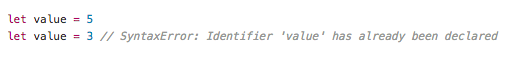 let value = 5
let value = 3 // SyntaxError: Identifier 'value' has already been declared